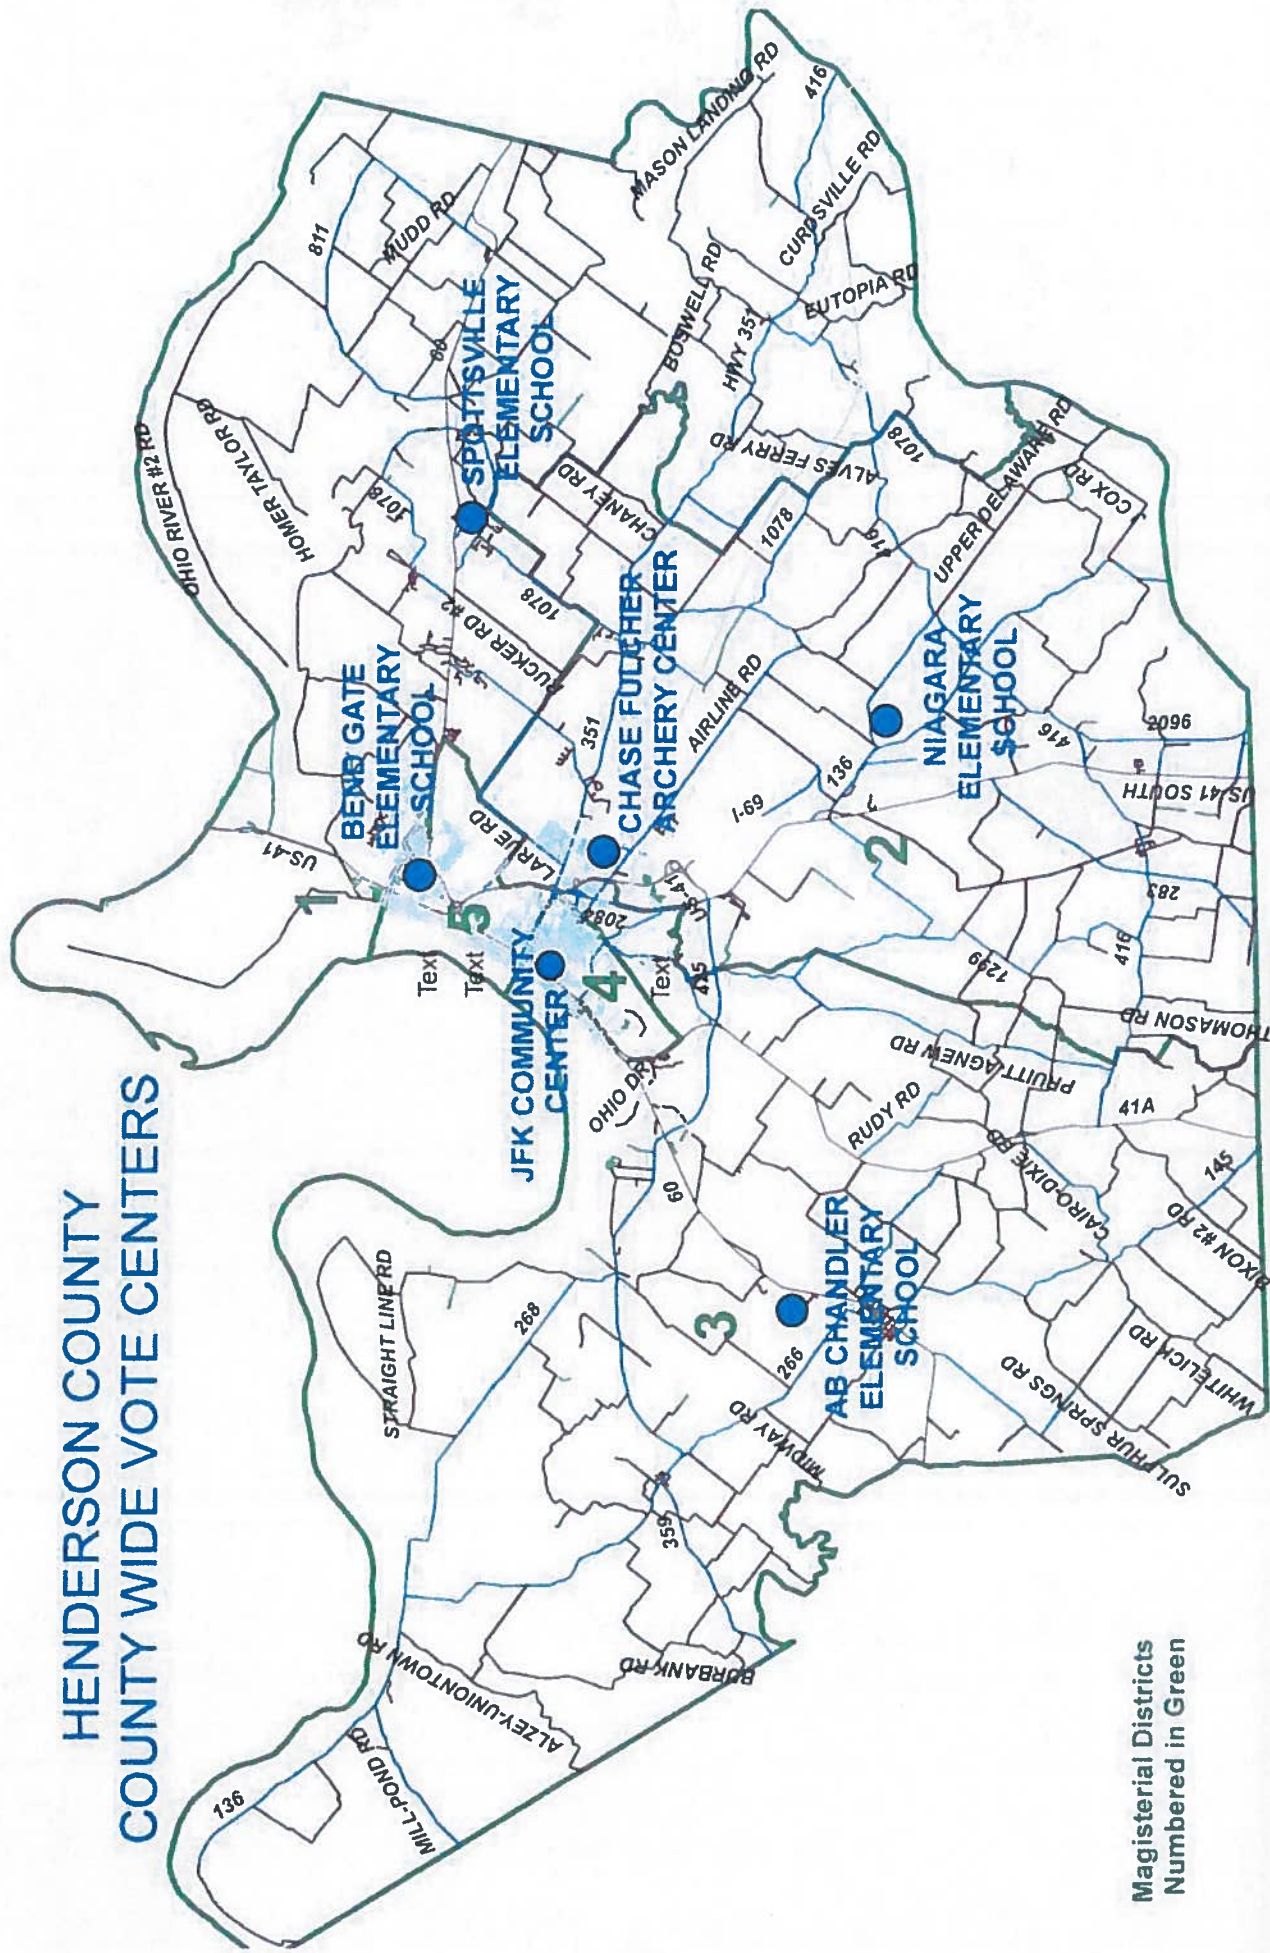 HENDERSON COUNTY
COUNTY WIDE VOTE CENTERS
136
MILL-POND RD
ALZEY-UNIONTOWN RD
BURBANK RD
359
STRAIGHT LINE RD
268
266
MIDWAY RD
3
AB CHANDLER
ELEMENTARY
SCHOOL
SULPHUR SPRINGS RD
WHITELICK RD
BIXON #2 RD
145
CAIRO-DIXIE RD
RUDY RD
PRUITT AGNEW RD
41A
THOMASON RD
60
OHIO DR
JFK COMMUNITY
CENTER
Text
Text
Text
4
5
1
425
2084
US-41
US-41
BEND GATE
ELEMENTARY
SCHOOL
LARUE RD
CHASE FULCHER
ARCHERY CENTER
351
AIRLINE RD
I-69
136
2
1299
416
283
US-41 SOUTH
2096
416
NIAGARA
ELEMENTARY
SCHOOL
RUCKER RD #2
1078
1078
OHIO RIVER #2 RD
HOMER TAYLOR RD
SPOTTSVILLE
ELEMENTARY
SCHOOL
60
811
MUDD RD
CHANEY RD
1078
416
UPPER DELAWARE RD
COX RD
1078
ALVES FERRY RD
HWY 351
BOSWELL RD
EUTOPIA RD
CURDSVILLE RD
MASON LANDING RD
416
Magisterial Districts
Numbered in Green